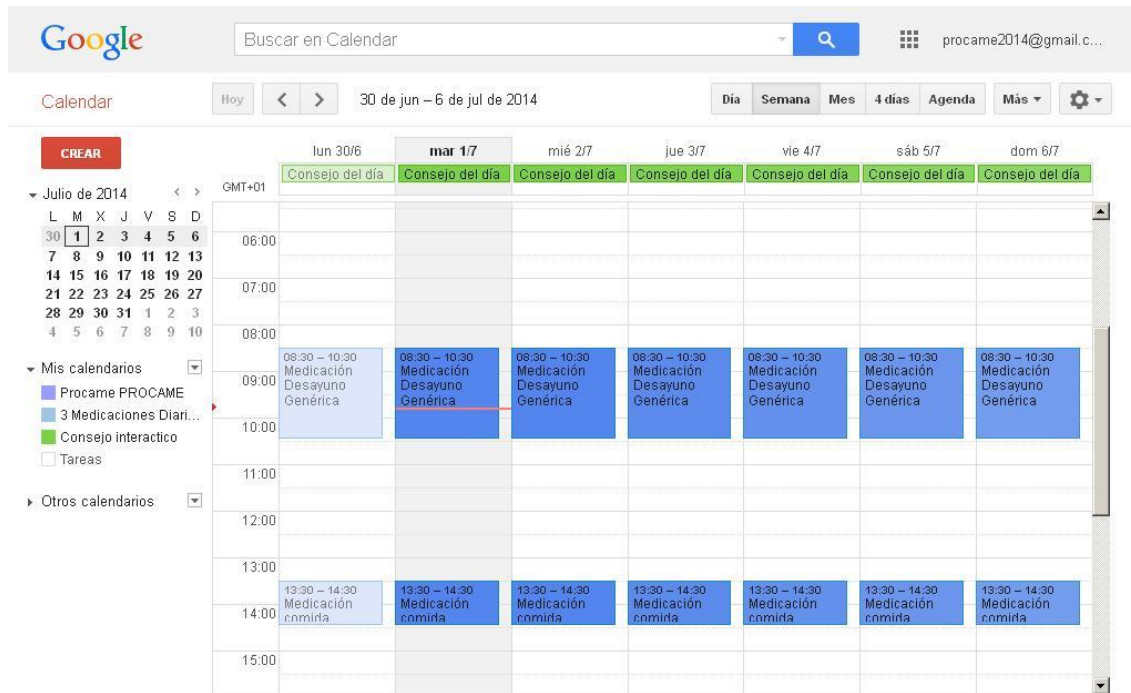 Google
Buscar en Calendar
procame2014@gmail.c...
Calendar
Hoy
30 de jun – 6 de jul de 2014
Día Semana Mes 4 días Agenda Más
CREAR
Julio de 2014
L M X J V S D
30 1 2 3 4 5 6
7 8 9 10 11 12 13
14 15 16 17 18 19 20
21 22 23 24 25 26 27
28 29 30 31 1 2 3
4 5 6 7 8 9 10
Mis calendarios
Procame PROCAME
3 Medicaciones Diari...
Consejo interactico
Tareas
Otros calendarios
lun 30/6 mar 1/7 mié 2/7 jue 3/7 vie 4/7 sáb 5/7 dom 6/7
GMT+01
Consejo del día Consejo del día Consejo del día Consejo del día Consejo del día Consejo del día Consejo del día
06:00
07:00
08:00
08:30 – 10:30 08:30 – 10:30 08:30 – 10:30 08:30 – 10:30 08:30 – 10:30 08:30 – 10:30 08:30 – 10:30
Medicación Medicación Medicación Medicación Medicación Medicación Medicación
09:00 Desayuno Desayuno Desayuno Desayuno Desayuno Desayuno Desayuno
Genérica Genérica Genérica Genérica Genérica Genérica Genérica
10:00
11:00
12:00
13:00
13:30 – 14:30 13:30 – 14:30 13:30 – 14:30 13:30 – 14:30 13:30 – 14:30 13:30 – 14:30 13:30 – 14:30
Medicación Medicación Medicación Medicación Medicación Medicación Medicación
14:00 comida comida comida comida comida comida comida
15:00